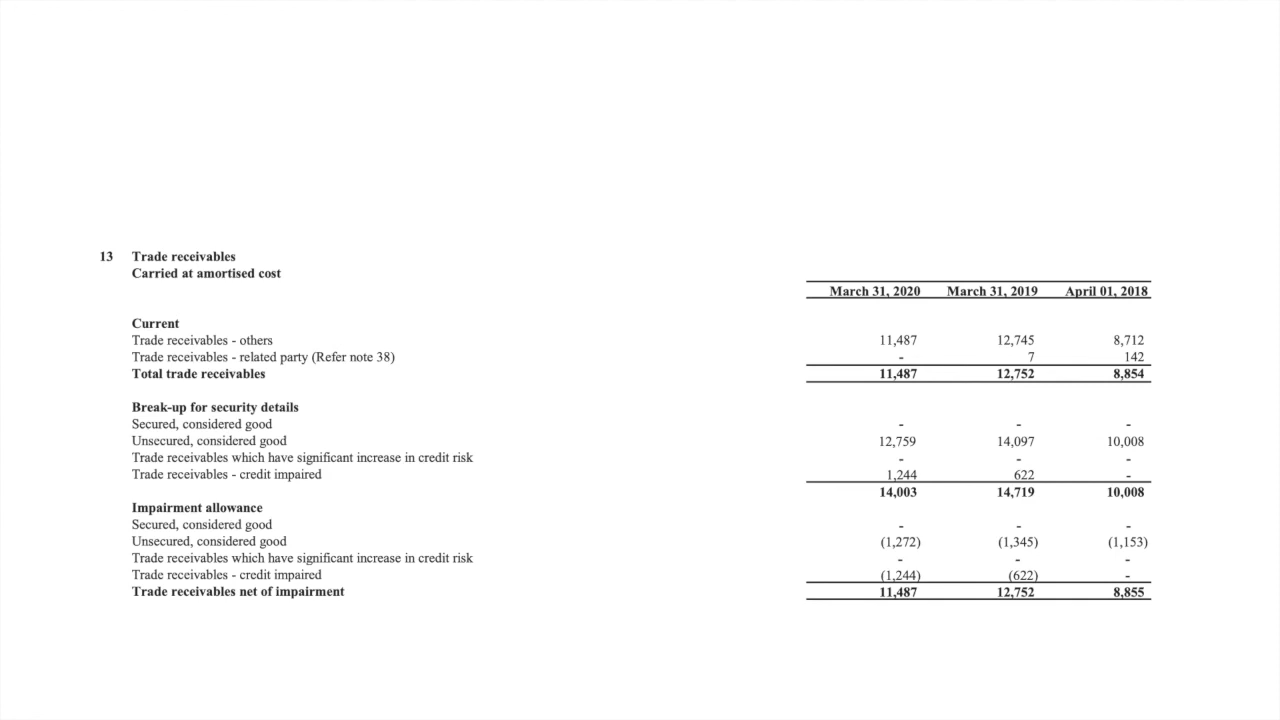 13 Trade receivables
Carried at amortised cost
March 31, 2020 March 31, 2019 April 01, 2018
Current
Trade receivables - others 11,487 12,745 8,712
Trade receivables - related party (Refer note 38) - 7 142
Total trade receivables 11,487 12,752 8,854
Break-up for security details
Secured, considered good - - -
Unsecured, considered good 12,759 14,097 10,008
Trade receivables which have significant increase in credit risk - - -
Trade receivables - credit impaired 1,244 622 -
14,003 14,719 10,008
Impairment allowance
Secured, considered good - - -
Unsecured, considered good (1,272) (1,345) (1,153)
Trade receivables which have significant increase in credit risk - - -
Trade receivables - credit impaired (1,244) (622) -
Trade receivables net of impairment 11,487 12,752 8,855